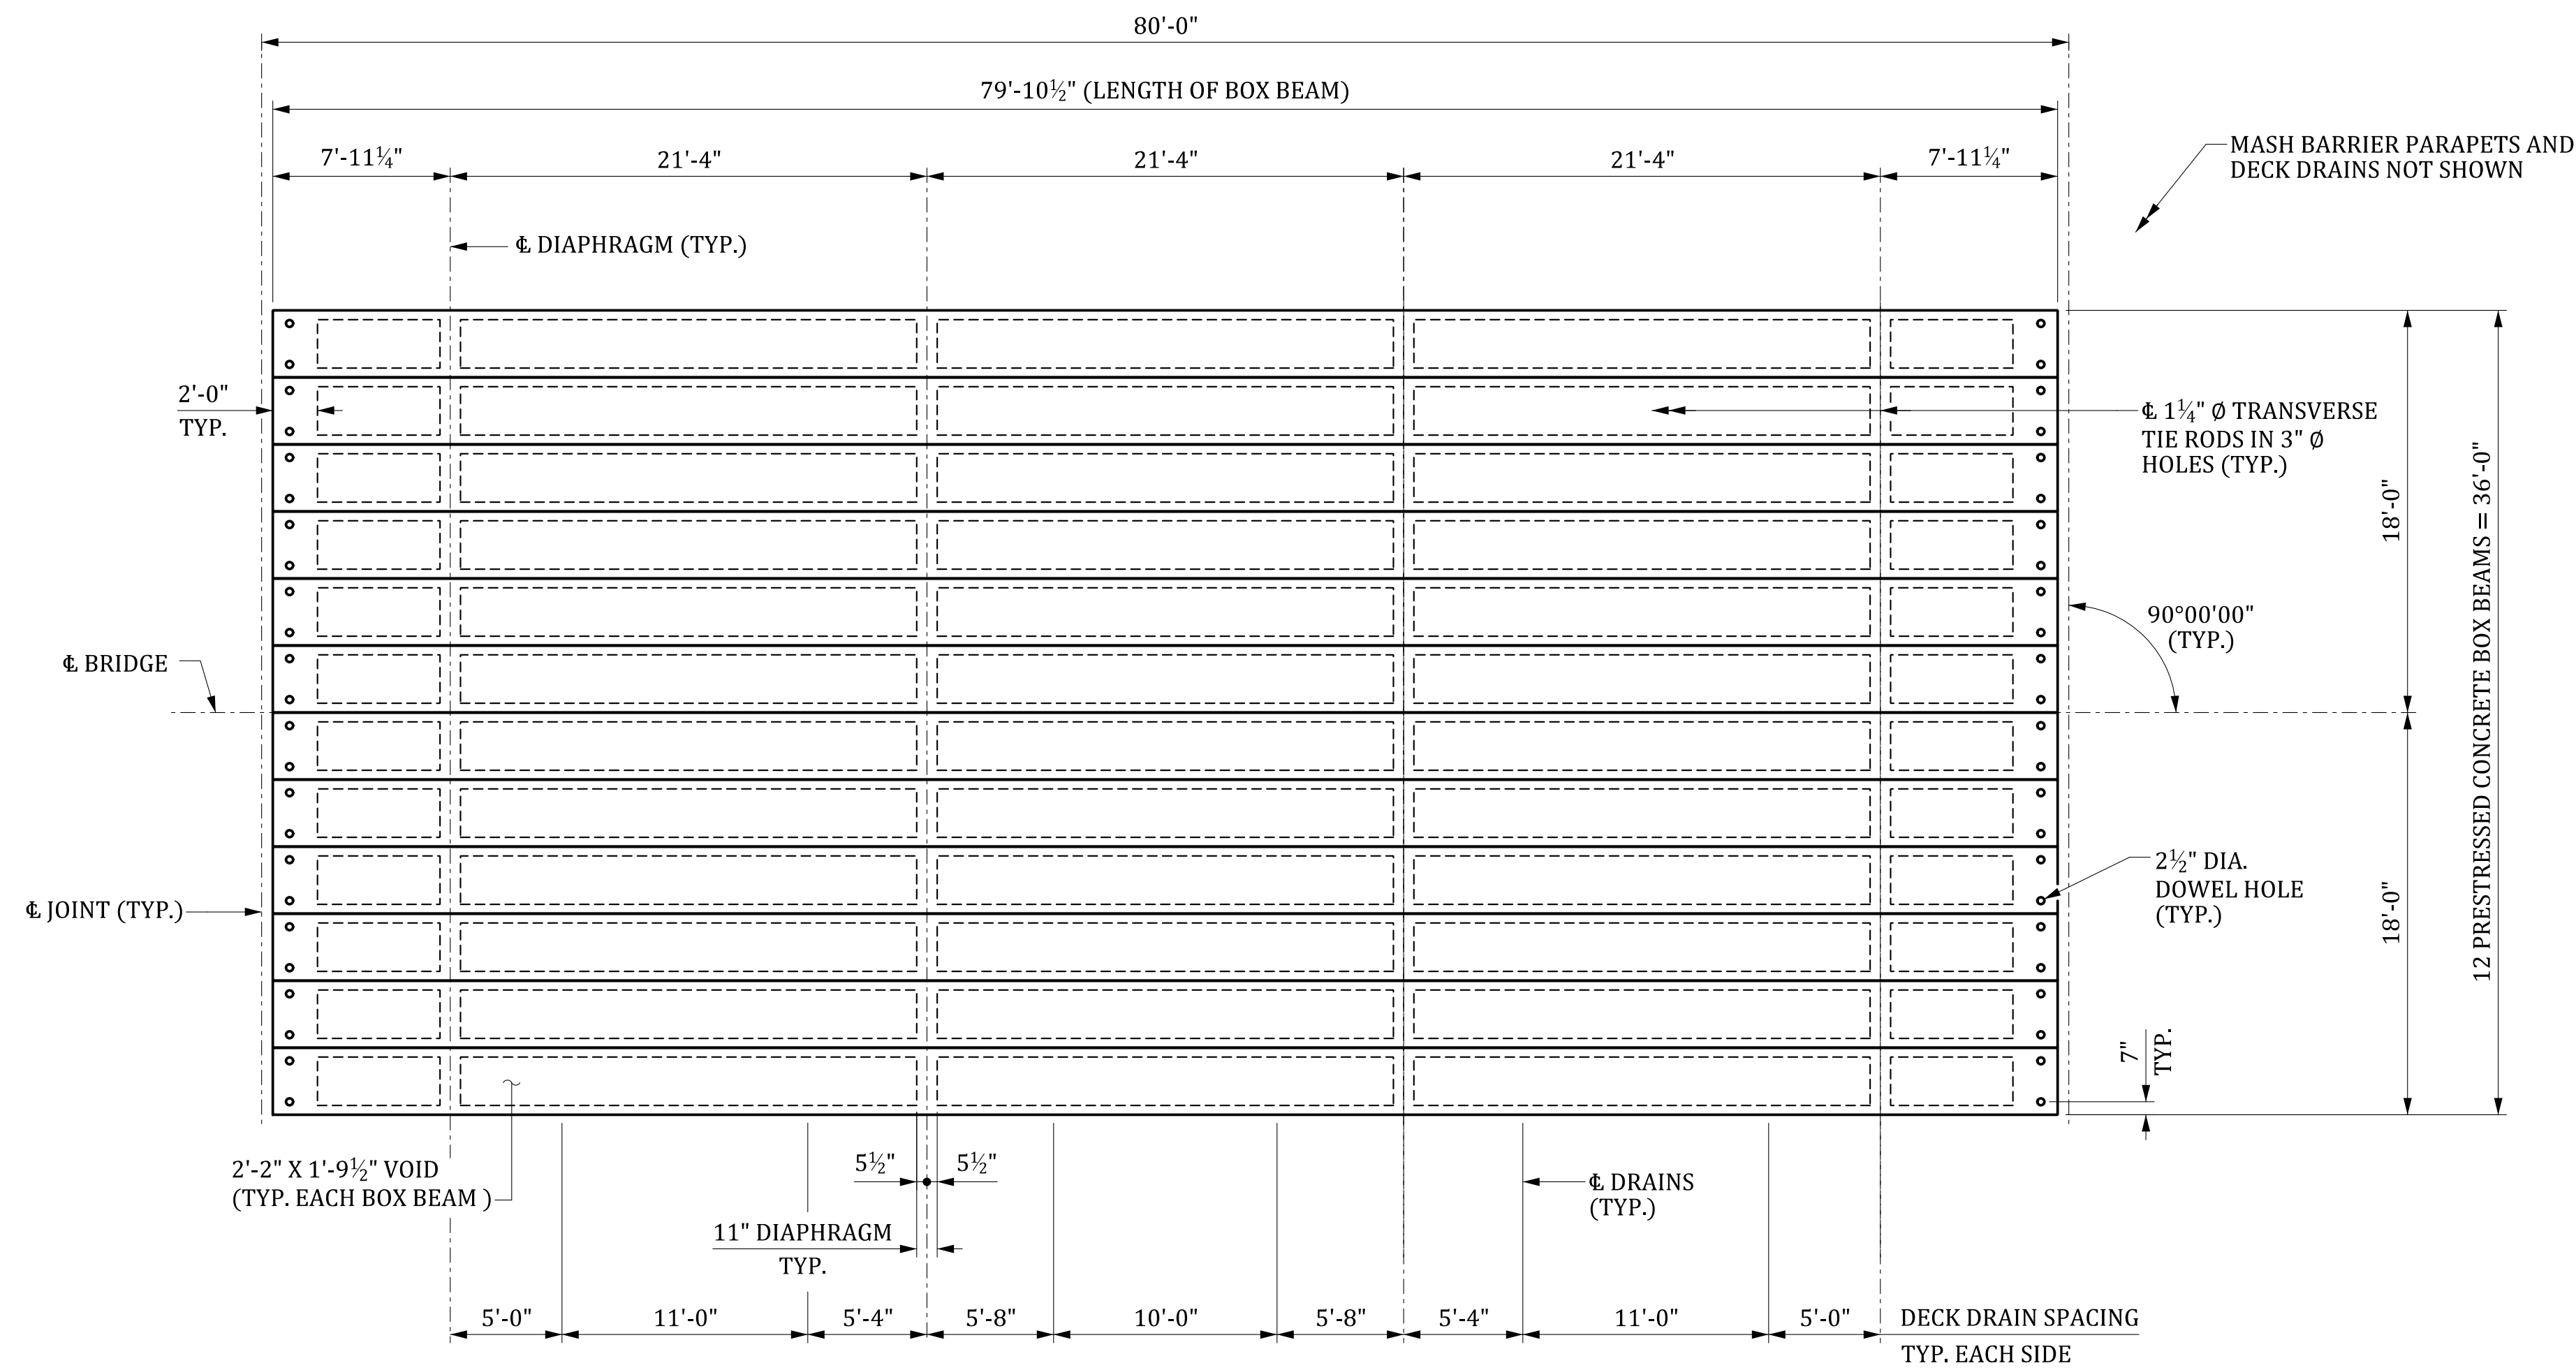 80'-0"
79'-10½" (LENGTH OF BOX BEAM)
7'-11¼"
21'-4"
21'-4"
21'-4"
7'-11¼"
MASH BARRIER PARAPETS AND
DECK DRAINS NOT SHOWN
℄ DIAPHRAGM (TYP.)
2'-0"
TYP.
℄ 1¼" Ø TRANSVERSE
TIE RODS IN 3" Ø
HOLES (TYP.)
18'-0"
12 PRESTRESSED CONCRETE BOX BEAMS = 36'-0"
90°00'00"
(TYP.)
℄ BRIDGE
2½" DIA.
DOWEL HOLE
(TYP.)
18'-0"
℄ JOINT (TYP.)
7"
TYP.
2'-2" X 1'-9½" VOID
(TYP. EACH BOX BEAM )
5½"
5½"
℄ DRAINS
(TYP.)
11" DIAPHRAGM
TYP.
5'-0"
11'-0"
5'-4"
5'-8"
10'-0"
5'-8"
5'-4"
11'-0"
5'-0"
DECK DRAIN SPACING
TYP. EACH SIDE